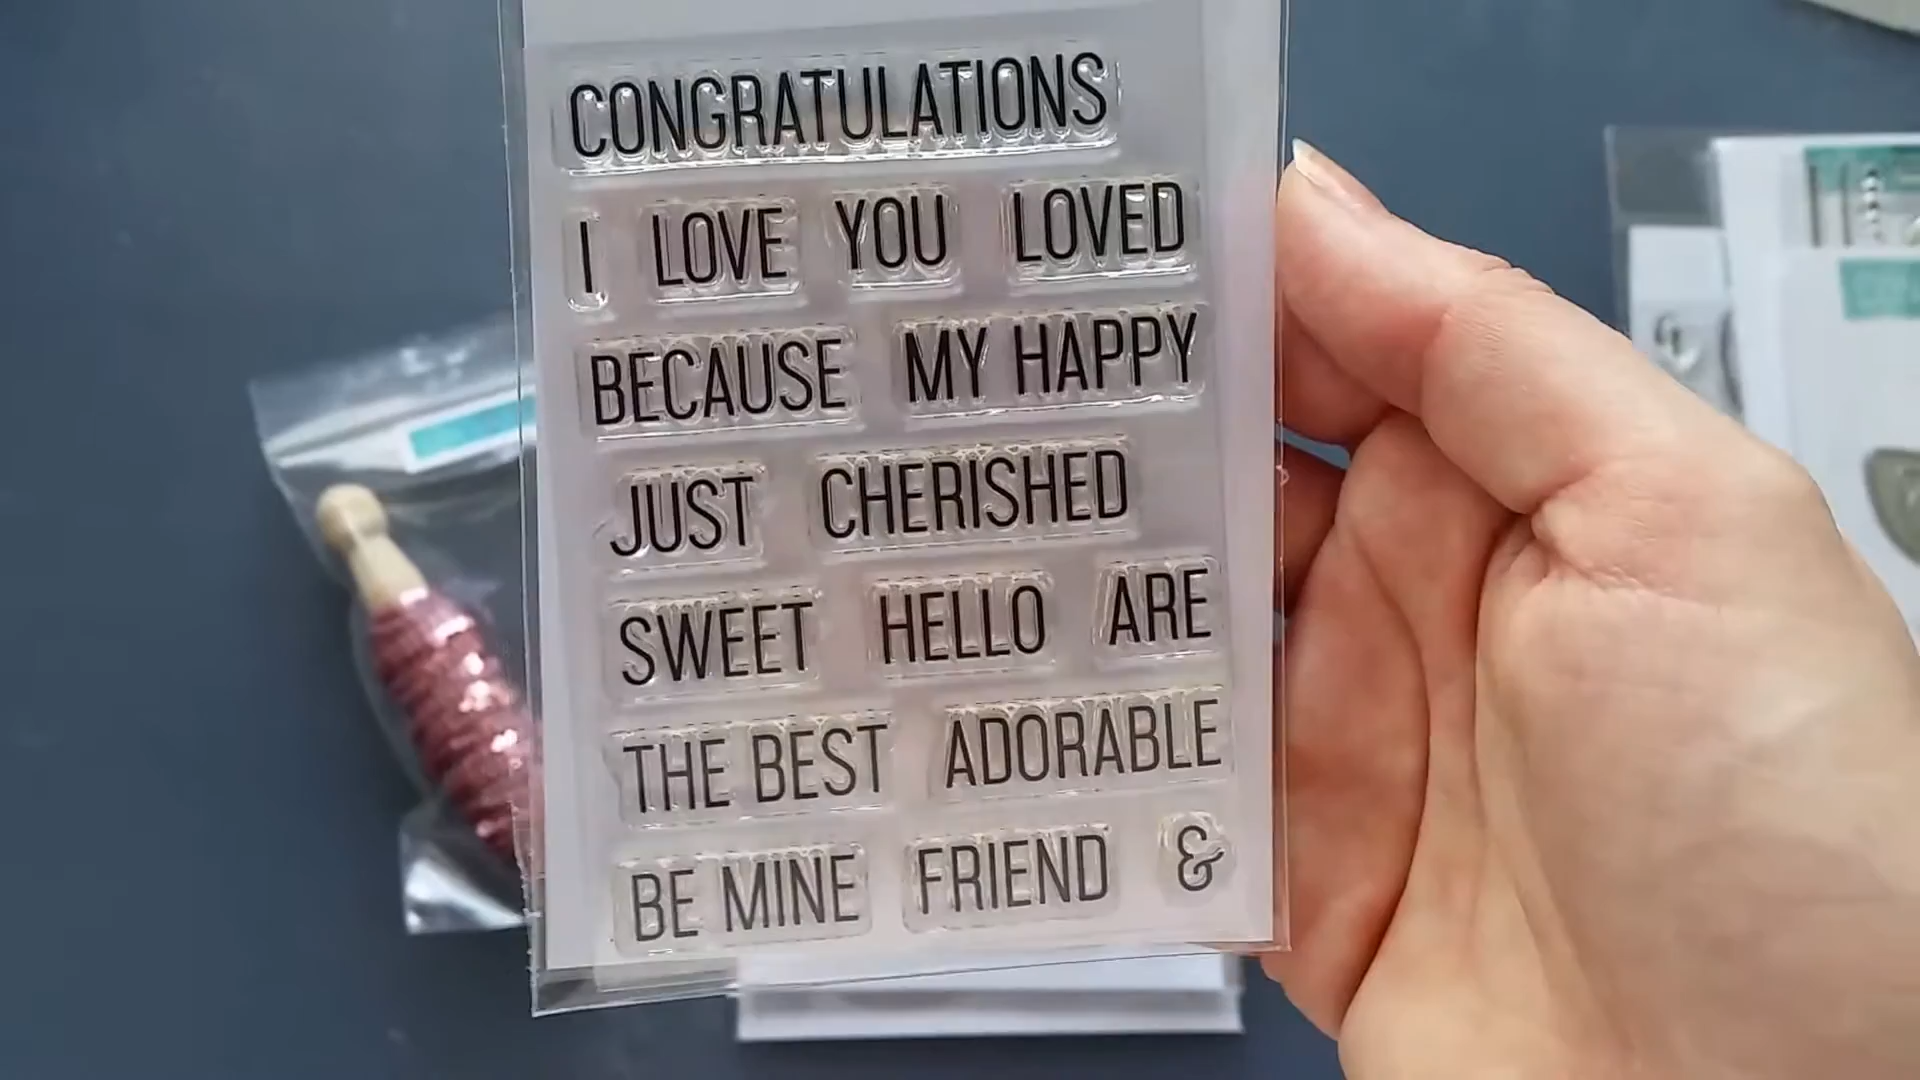 CONGRATULATIONS
I LOVE YOU LOVED
BECAUSE MY HAPPY
JUST CHERISHED
SWEET HELLO ARE
THE BEST ADORABLE
BE MINE FRIEND &